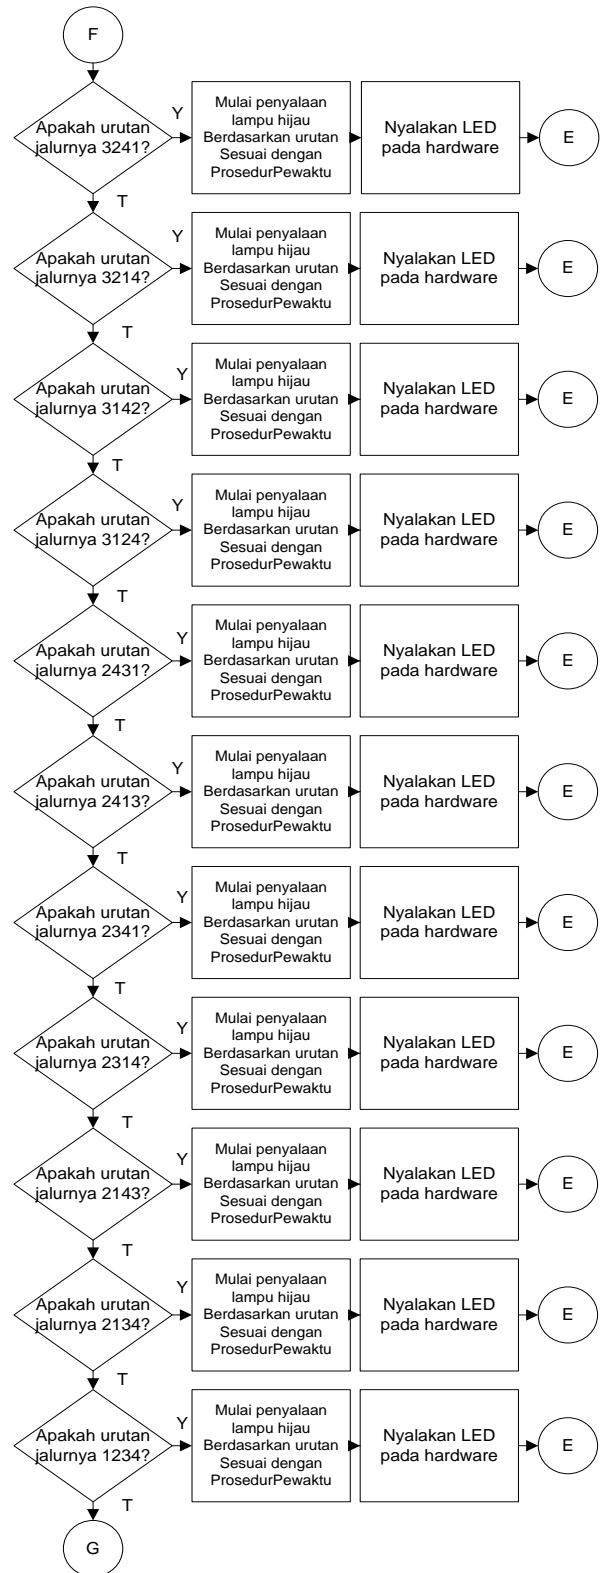 F
Apakah urutan
jalurnya 3241?
Y
Mulai penyalaan
lampu hijau
Berdasarkan urutan
Sesuai dengan
ProsedurPewaktu
Nyalakan LED
pada hardware
E
T
Apakah urutan
jalurnya 3214?
Y
Mulai penyalaan
lampu hijau
Berdasarkan urutan
Sesuai dengan
ProsedurPewaktu
Nyalakan LED
pada hardware
E
T
Apakah urutan
jalurnya 3142?
Y
Mulai penyalaan
lampu hijau
Berdasarkan urutan
Sesuai dengan
ProsedurPewaktu
Nyalakan LED
pada hardware
E
T
Apakah urutan
jalurnya 3124?
Y
Mulai penyalaan
lampu hijau
Berdasarkan urutan
Sesuai dengan
ProsedurPewaktu
Nyalakan LED
pada hardware
E
T
Apakah urutan
jalurnya 2431?
Y
Mulai penyalaan
lampu hijau
Berdasarkan urutan
Sesuai dengan
ProsedurPewaktu
Nyalakan LED
pada hardware
E
T
Apakah urutan
jalurnya 2413?
Y
Mulai penyalaan
lampu hijau
Berdasarkan urutan
Sesuai dengan
ProsedurPewaktu
Nyalakan LED
pada hardware
E
T
Apakah urutan
jalurnya 2341?
Y
Mulai penyalaan
lampu hijau
Berdasarkan urutan
Sesuai dengan
ProsedurPewaktu
Nyalakan LED
pada hardware
E
T
Apakah urutan
jalurnya 2314?
Y
Mulai penyalaan
lampu hijau
Berdasarkan urutan
Sesuai dengan
ProsedurPewaktu
Nyalakan LED
pada hardware
E
T
Apakah urutan
jalurnya 2143?
Y
Mulai penyalaan
lampu hijau
Berdasarkan urutan
Sesuai dengan
ProsedurPewaktu
Nyalakan LED
pada hardware
E
T
Apakah urutan
jalurnya 2134?
Y
Mulai penyalaan
lampu hijau
Berdasarkan urutan
Sesuai dengan
ProsedurPewaktu
Nyalakan LED
pada hardware
E
T
Apakah urutan
jalurnya 1234?
Y
Mulai penyalaan
lampu hijau
Berdasarkan urutan
Sesuai dengan
ProsedurPewaktu
Nyalakan LED
pada hardware
E
T
G